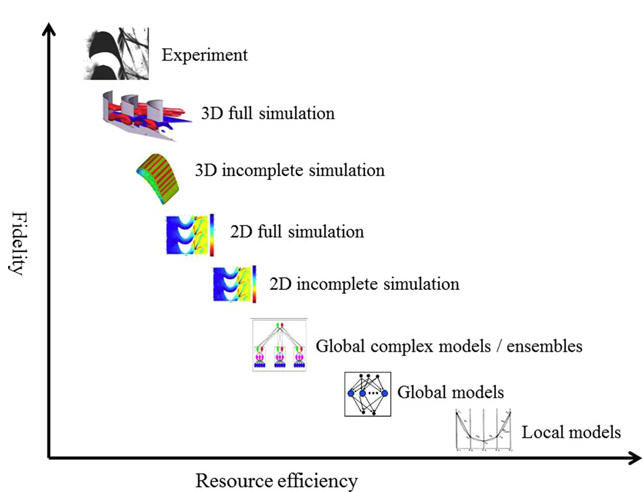 Experiment
3D full simulation
3D incomplete simulation
2D full simulation
2D incomplete simulation
Global complex models / ensembles
Global models
Local models
Fidelity
Resource efficiency